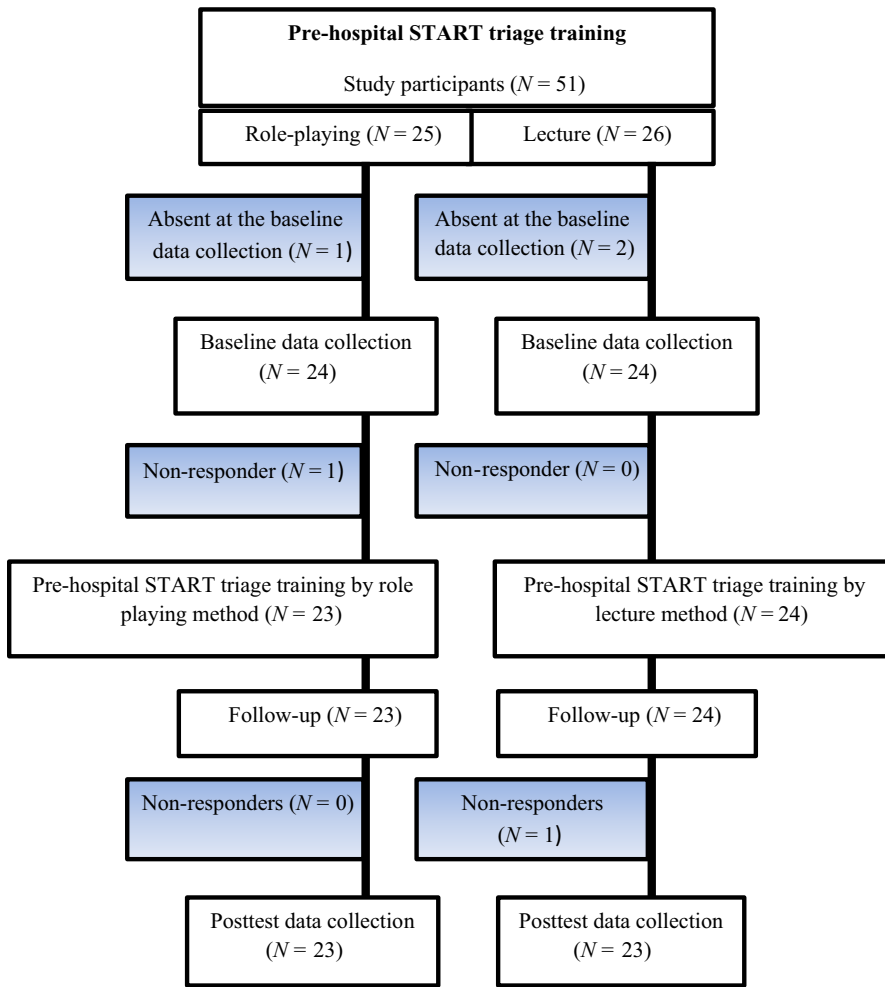 Pre-hospital START triage training
Study participants (N = 51)
Role-playing (N = 25)
Lecture (N = 26)
Absent at the baseline
data collection (N = 1)
Absent at the baseline
data collection (N = 2)
Baseline data collection
(N = 24)
Baseline data collection
(N = 24)
Non-responder (N = 1)
Non-responder (N = 0)
Pre-hospital START triage training by role
playing method (N = 23)
Pre-hospital START triage training by
lecture method (N = 24)
Follow-up (N = 23)
Follow-up (N = 24)
Non-responders (N = 0)
Non-responders
(N = 1)
Posttest data collection
(N = 23)
Posttest data collection
(N = 23)